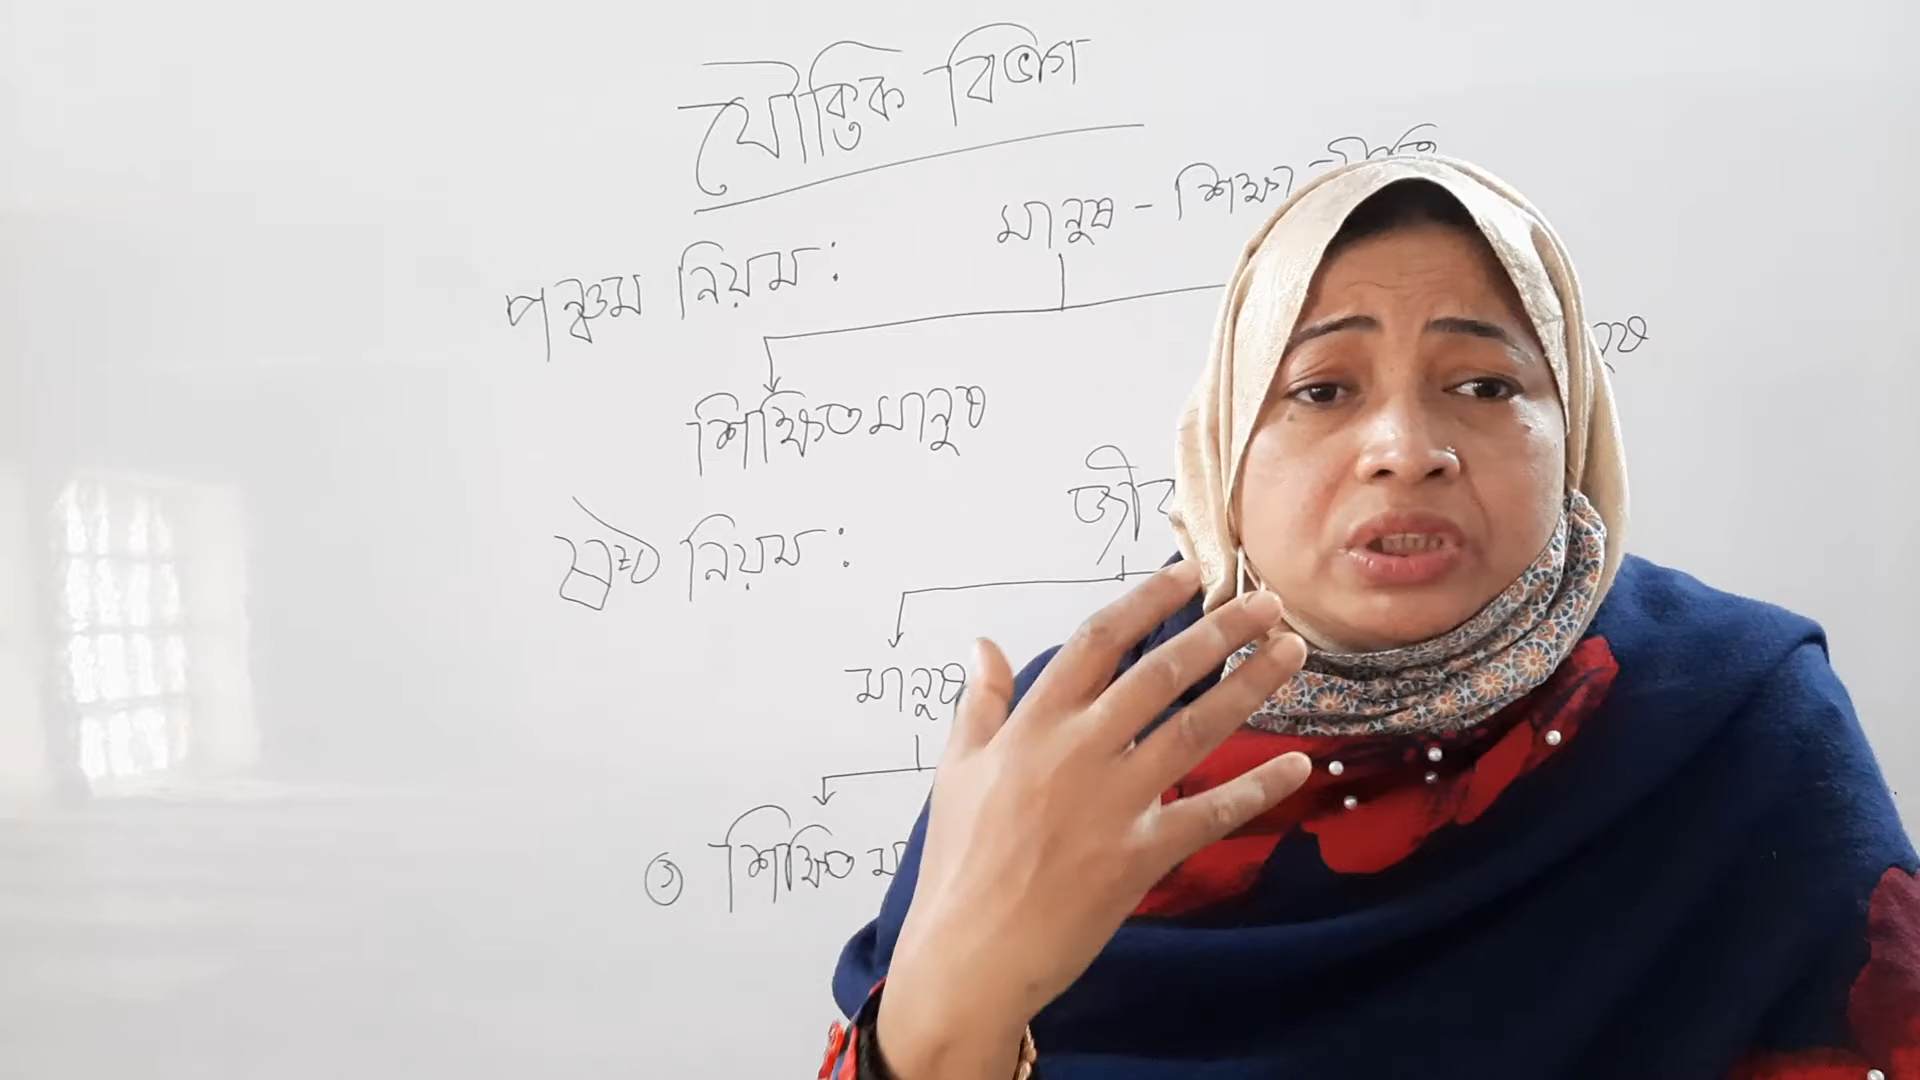 যৌক্তিক বিভাগ
মানুষ - শিক্ষা -
পঞ্চম নিয়ম :
শিক্ষিত মানুষ
জীব
ষষ্ঠ নিয়ম :
মানুষ
৩ শিক্ষিত মা